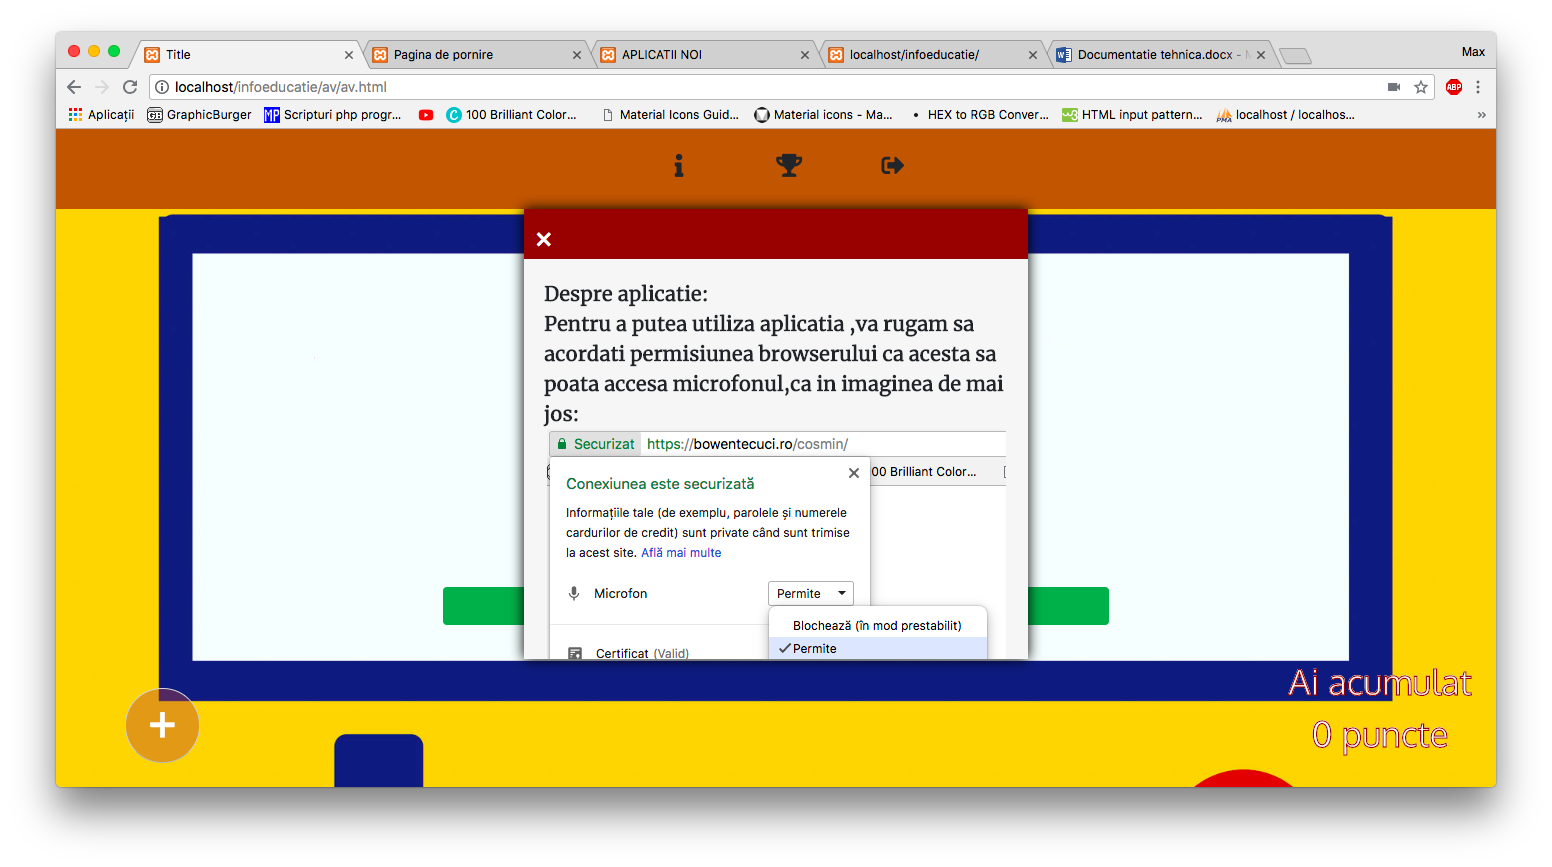 Title
Pagina de pornire
APLICATII NOI
localhost/infoeducatie/
Documentatie tehnica.docx -
Max
localhost/infoeducatie/av/av.html
ABP
Aplicații
GraphicBurger
MP Scripturi php progr...
C 100 Brilliant Color...
Material Icons Guid...
Material icons - Ma...
HEX to RGB Conver...
w3 HTML input pattern...
PMA localhost / localhos...
»
Despre aplicatie:
Pentru a putea utiliza aplicatia ,va rugam sa
acordati permisiunea browserului ca acesta sa
poata accesa microfonul,ca in imaginea de mai
jos:
Securizat https://bowentecuci.ro/cosmin/
00 Brilliant Color...
Conexiunea este securizată
Informațiile tale (de exemplu, parolele și numerele
cardurilor de credit) sunt private când sunt trimise
la acest site. Află mai multe
Microfon Permite
Blochează (în mod prestabilit)
Permite
Certificat (Valid)
Ai acumulat
0 puncte